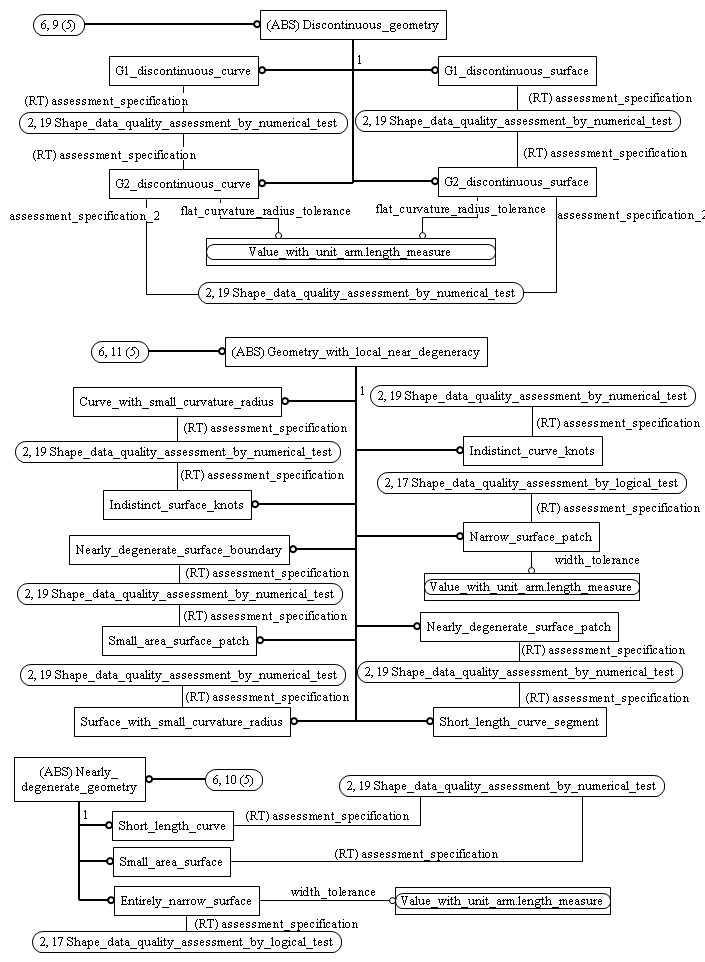 6, 9 (5)
(ABS) Discontinuous_geometry
1
G1_discontinuous_curve
G1_discontinuous_surface
(RT) assessment_specification
(RT) assessment_specification
2, 19 Shape_data_quality_assessment_by_numerical_test
2, 19 Shape_data_quality_assessment_by_numerical_test
(RT) assessment_specification
(RT) assessment_specification
G2_discontinuous_curve
G2_discontinuous_surface
assessment_specification_2
flat_curvature_radius_tolerance
flat_curvature_radius_tolerance
assessment_specification_2
Value_with_unit_arm.length_measure
2, 19 Shape_data_quality_assessment_by_numerical_test
6, 11 (5)
(ABS) Geometry_with_local_near_degeneracy
1
Curve_with_small_curvature_radius
2, 19 Shape_data_quality_assessment_by_numerical_test
(RT) assessment_specification
(RT) assessment_specification
2, 19 Shape_data_quality_assessment_by_numerical_test
Indistinct_curve_knots
(RT) assessment_specification
2, 17 Shape_data_quality_assessment_by_logical_test
Indistinct_surface_knots
(RT) assessment_specification
Nearly_degenerate_surface_boundary
Narrow_surface_patch
(RT) assessment_specification
width_tolerance
2, 19 Shape_data_quality_assessment_by_numerical_test
Value_with_unit_arm.length_measure
(RT) assessment_specification
Small_area_surface_patch
Nearly_degenerate_surface_patch
(RT) assessment_specification
2, 19 Shape_data_quality_assessment_by_numerical_test
2, 19 Shape_data_quality_assessment_by_numerical_test
(RT) assessment_specification
(RT) assessment_specification
Surface_with_small_curvature_radius
Short_length_curve_segment
(ABS) Nearly_
degenerate_geometry
6, 10 (5)
2, 19 Shape_data_quality_assessment_by_numerical_test
1
Short_length_curve
(RT) assessment_specification
Small_area_surface
(RT) assessment_specification
Entirely_narrow_surface
width_tolerance
Value_with_unit_arm.length_measure
(RT) assessment_specification
2, 17 Shape_data_quality_assessment_by_logical_test